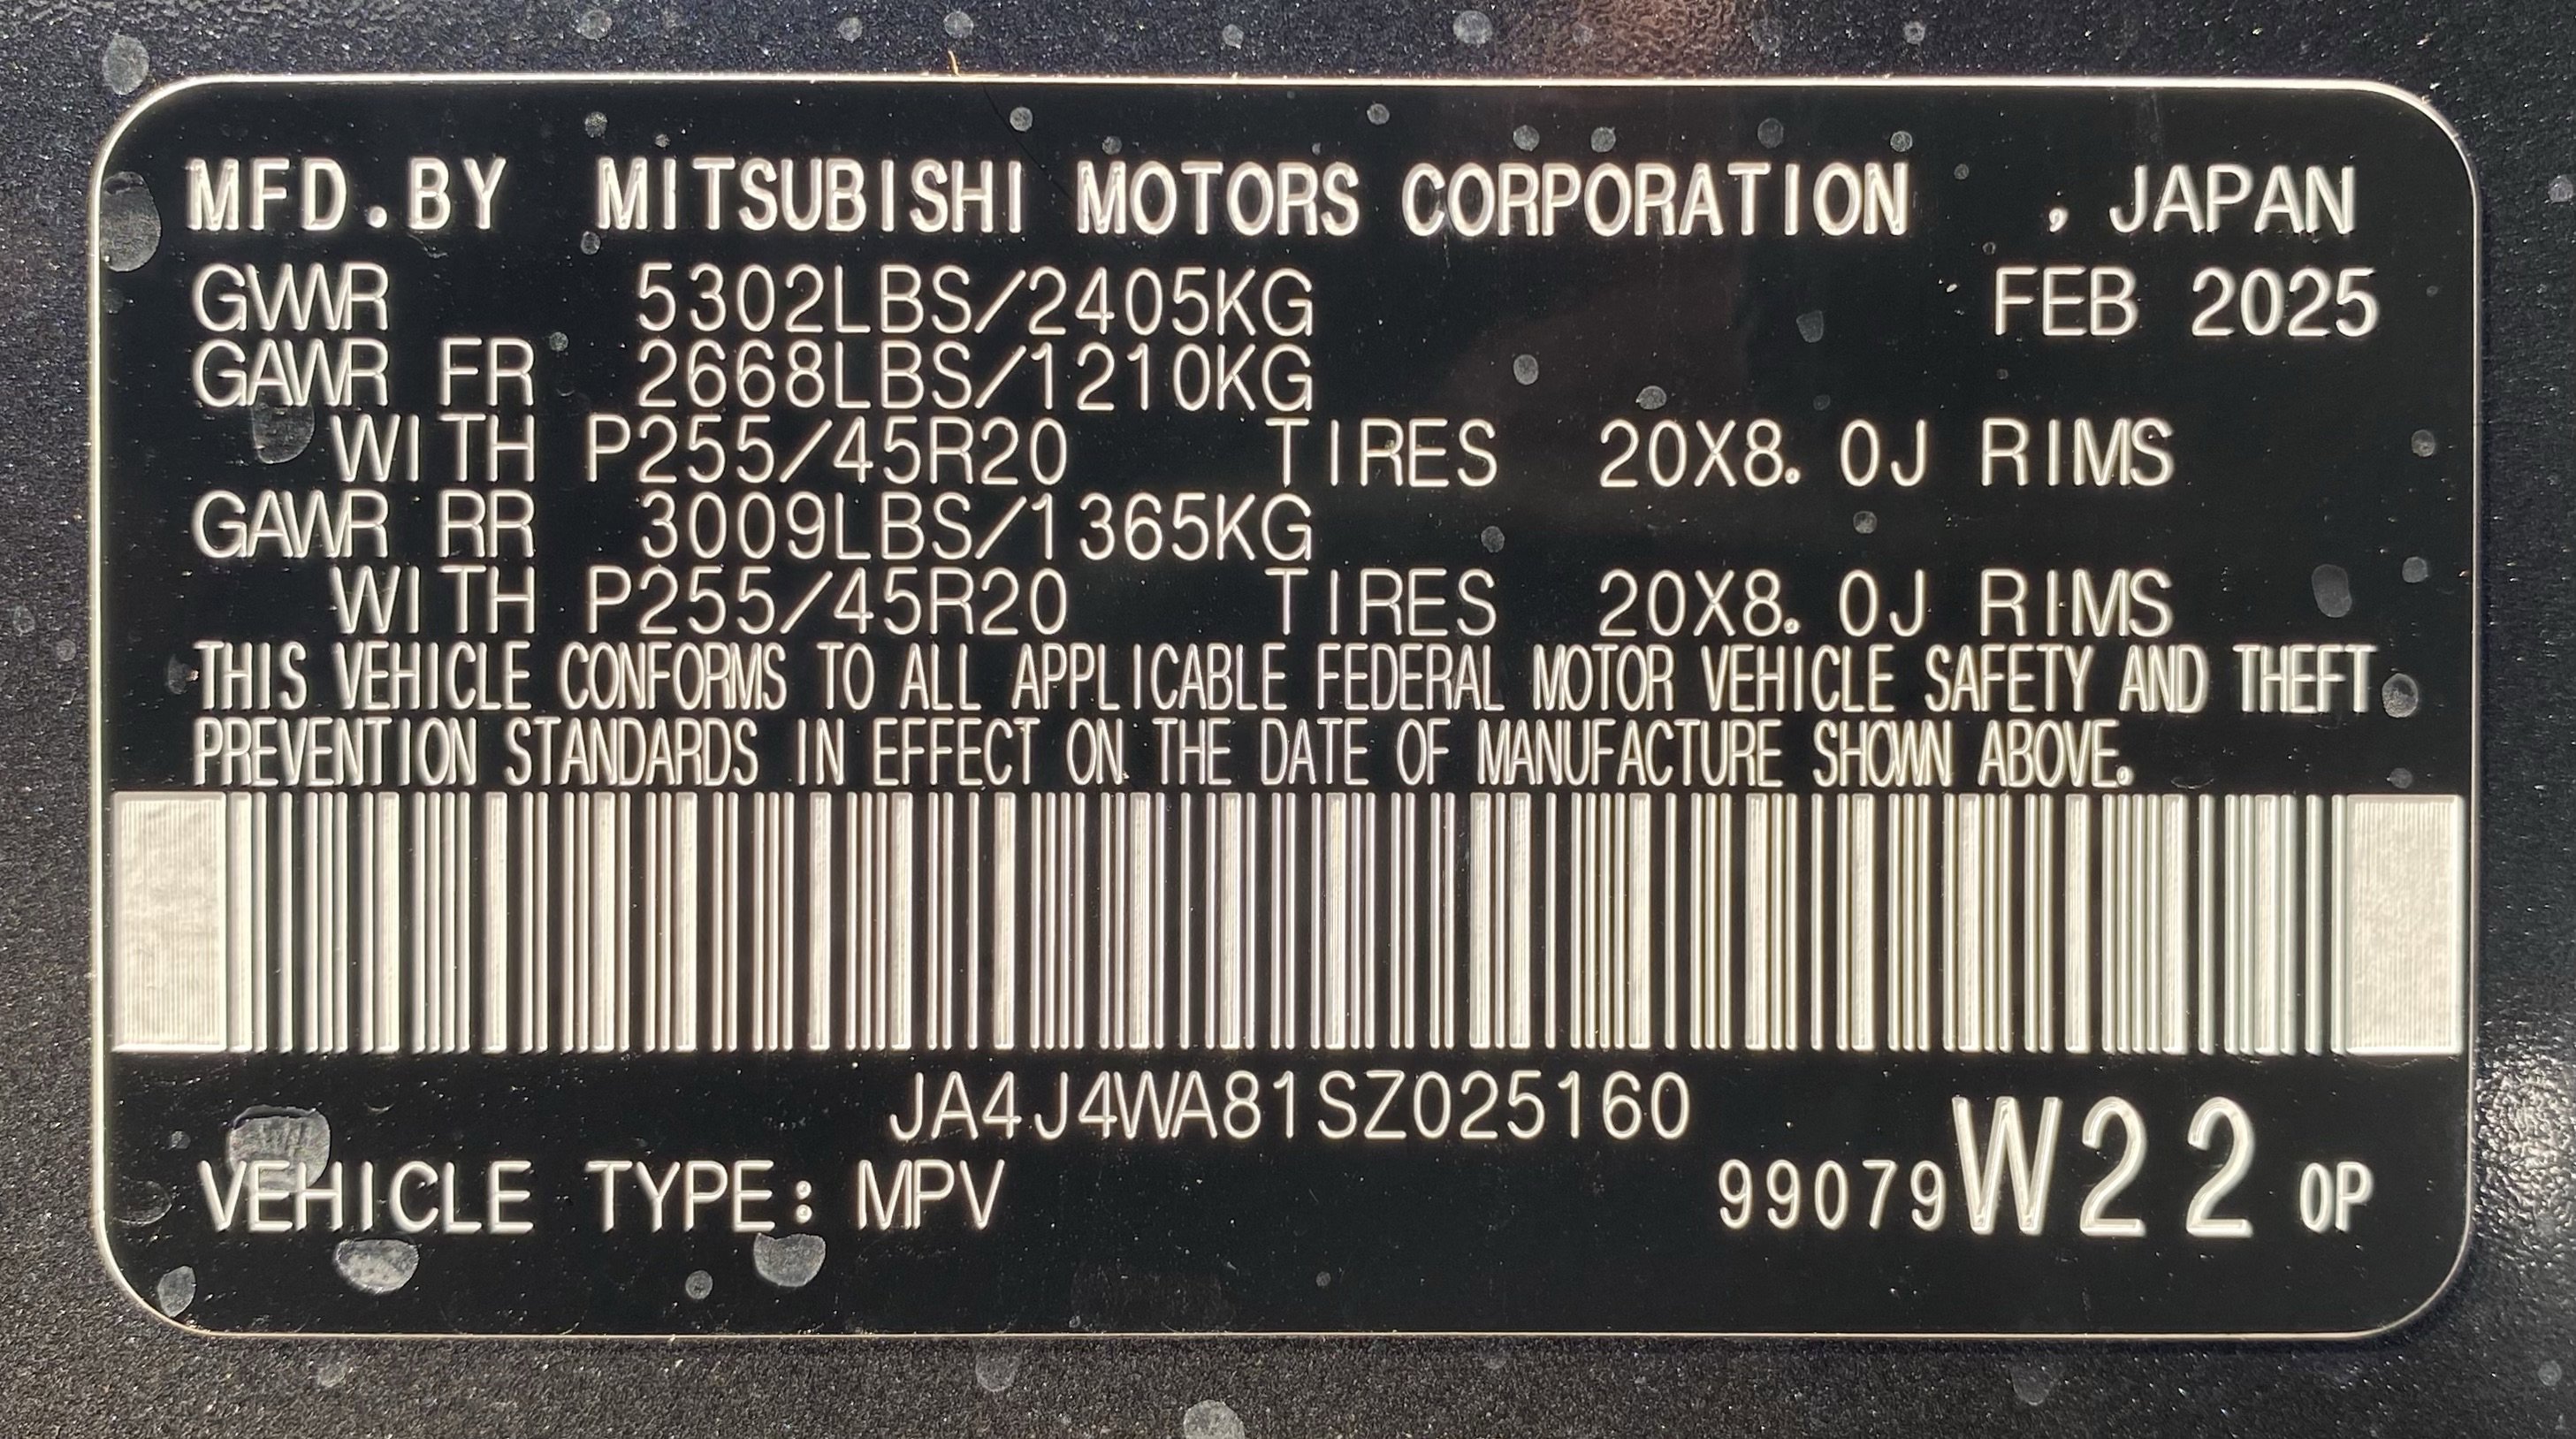 MFD.BY MITSUBISHI MOTORS CORPORATION , JAPAN
GVWR 5302LBS/2405KG FEB 2025
GAWR FR 2668LBS/1210KG
WITH P255/45R20 TIRES 20X8.0J RIMS
GAWR RR 3009LBS/1365KG
WITH P255/45R20 TIRES 20X8.0J RIMS
THIS VEHICLE CONFORMS TO ALL APPLICABLE FEDERAL MOTOR VEHICLE SAFETY AND THEFT
PREVENTION STANDARDS IN EFFECT ON THE DATE OF MANUFACTURE SHOWN ABOVE.
JA4J4WA81SZ025160
VEHICLE TYPE: MPV 99079W22 0P